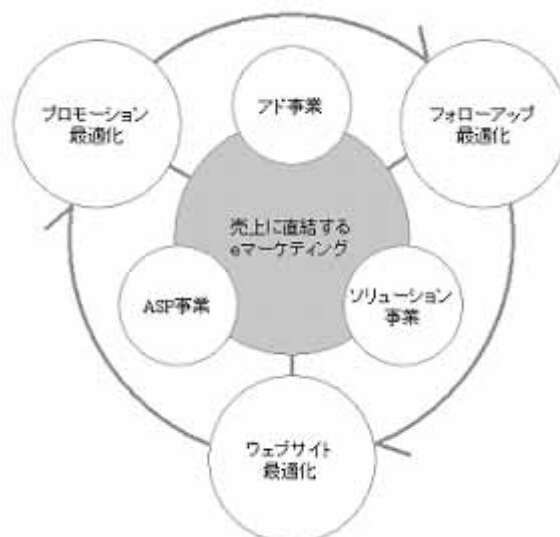 アド事業
プロモーション
最適化
フォローアップ
最適化
売上に直結する
eマーケティング
ASP事業
ソリューション
事業
ウェブサイト
最適化